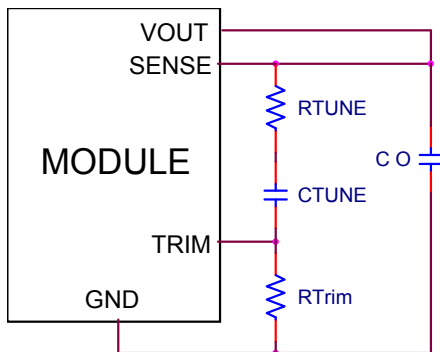 VOUT
SENSE
RTUNE
MODULE
C O
CTUNE
TRIM
GND
RTrim